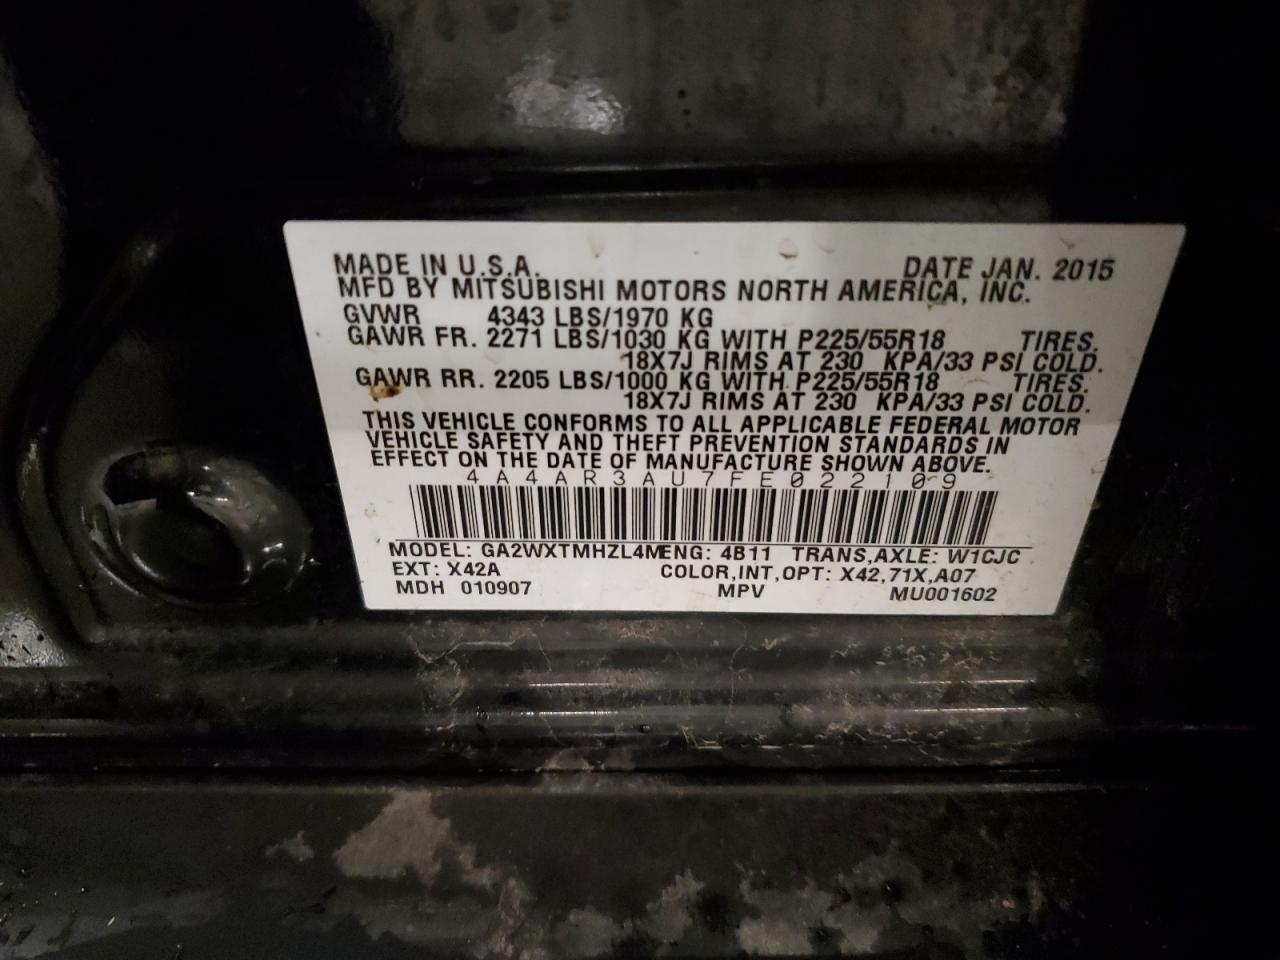 MADE IN U.S.A. DATE JAN. 2015
MFD BY MITSUBISHI MOTORS NORTH AMERICA, INC.
GVWR 4343 LBS/1970 KG
GAWR FR. 2271 LBS/1030 KG WITH P225/55R18 TIRES.
18X7J RIMS AT 230 KPA/33 PSI COLD.
GAWR RR. 2205 LBS/1000 KG WITH P225/55R18 TIRES.
18X7J RIMS AT 230 KPA/33 PSI COLD.
THIS VEHICLE CONFORMS TO ALL APPLICABLE FEDERAL MOTOR
VEHICLE SAFETY AND THEFT PREVENTION STANDARDS IN
EFFECT ON THE DATE OF MANUFACTURE SHOWN ABOVE.
4A4AR3AU7FE022109
MODEL: GA2WXTMHZL4M ENG: 4B11 TRANS,AXLE: W1CJC
EXT: X42A COLOR,INT,OPT: X42,71X,A07
MDH 010907 MPV MU001602